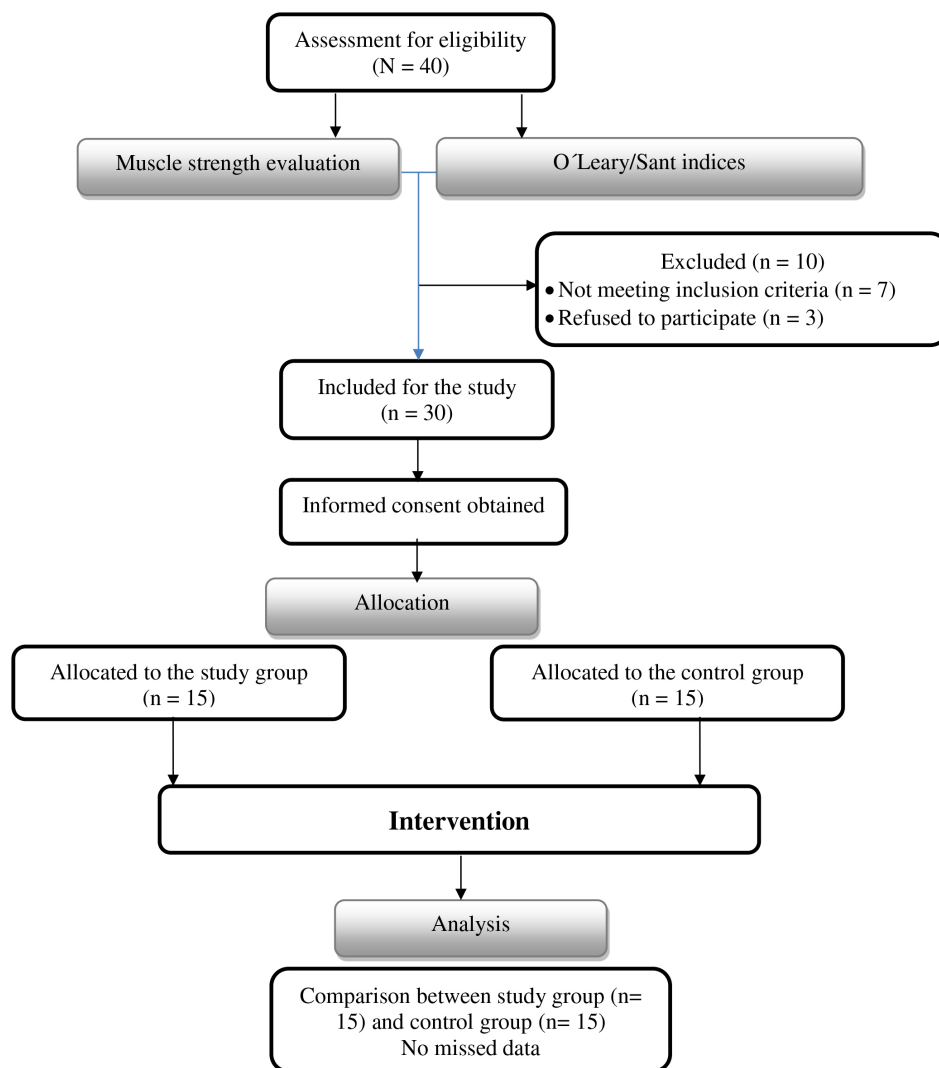 Assessment for eligibility
(N = 40)
Muscle strength evaluation
O´Leary/Sant indices
Excluded (n = 10)
•Not meeting inclusion criteria (n = 7)
•Refused to participate (n = 3)
Included for the study
(n = 30)
Informed consent obtained
Allocation
Allocated to the study group
(n = 15)
Allocated to the control group
(n = 15)
Intervention
Analysis
Comparison between study group (n=
15) and control group (n= 15)
No missed data